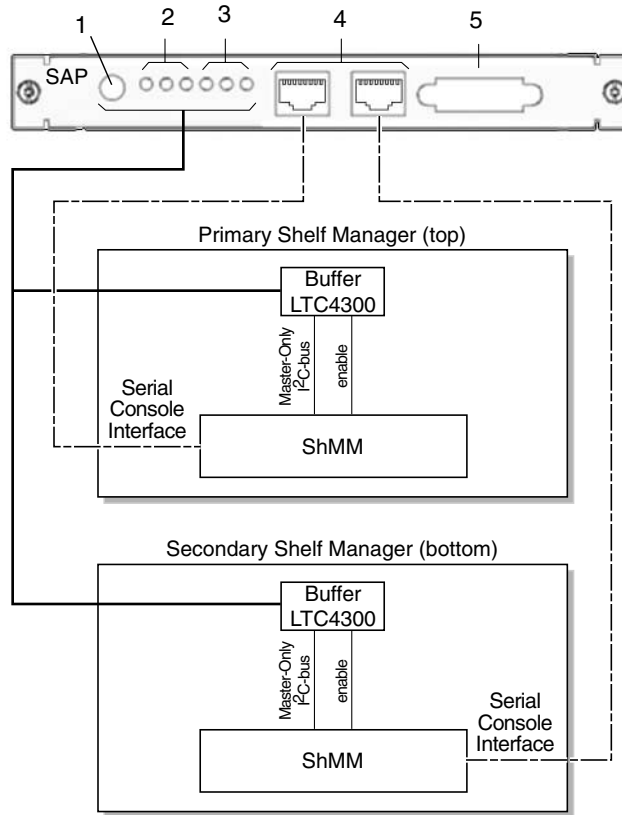 1
2
3
4
5
SAP
Primary Shelf Manager (top)
Buffer
LTC4300
Master-Only
I²C-bus
enable
Serial
Console
Interface
ShMM
Secondary Shelf Manager (bottom)
Buffer
LTC4300
Master-Only
I²C-bus
enable
Serial
Console
Interface
ShMM